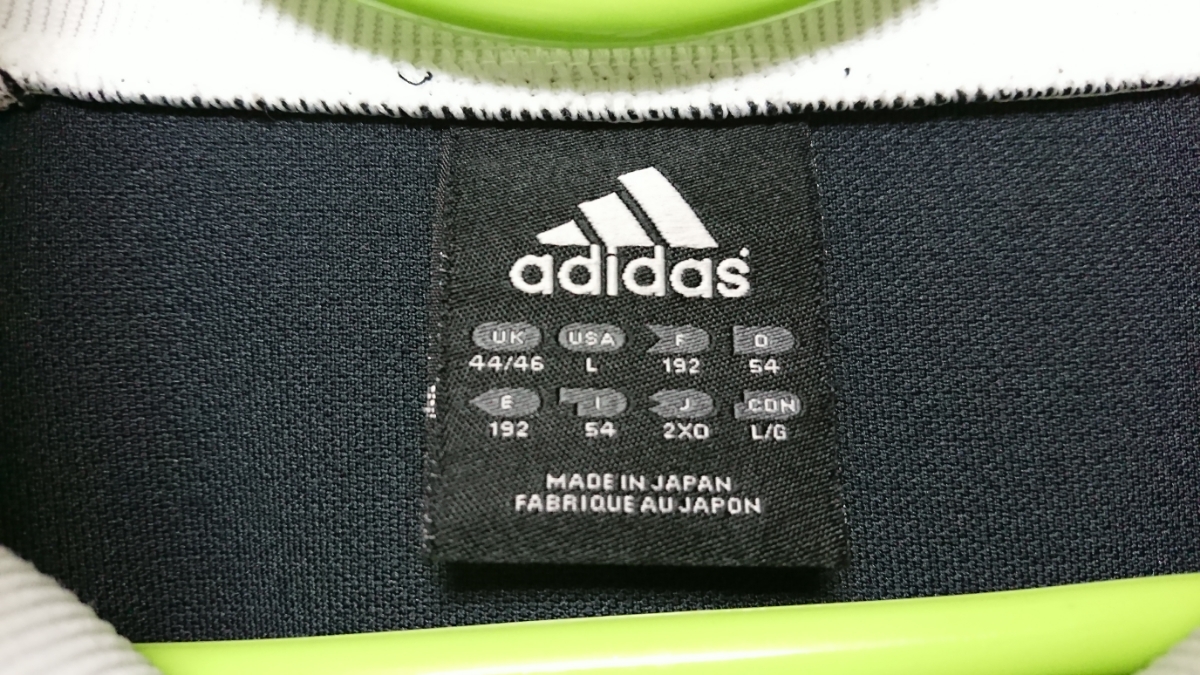 adidas
UK USA F D
44/46 L 192 54
E I J CDN
192 54 2XO L/G
MADE IN JAPAN
FABRIQUE AU JAPON